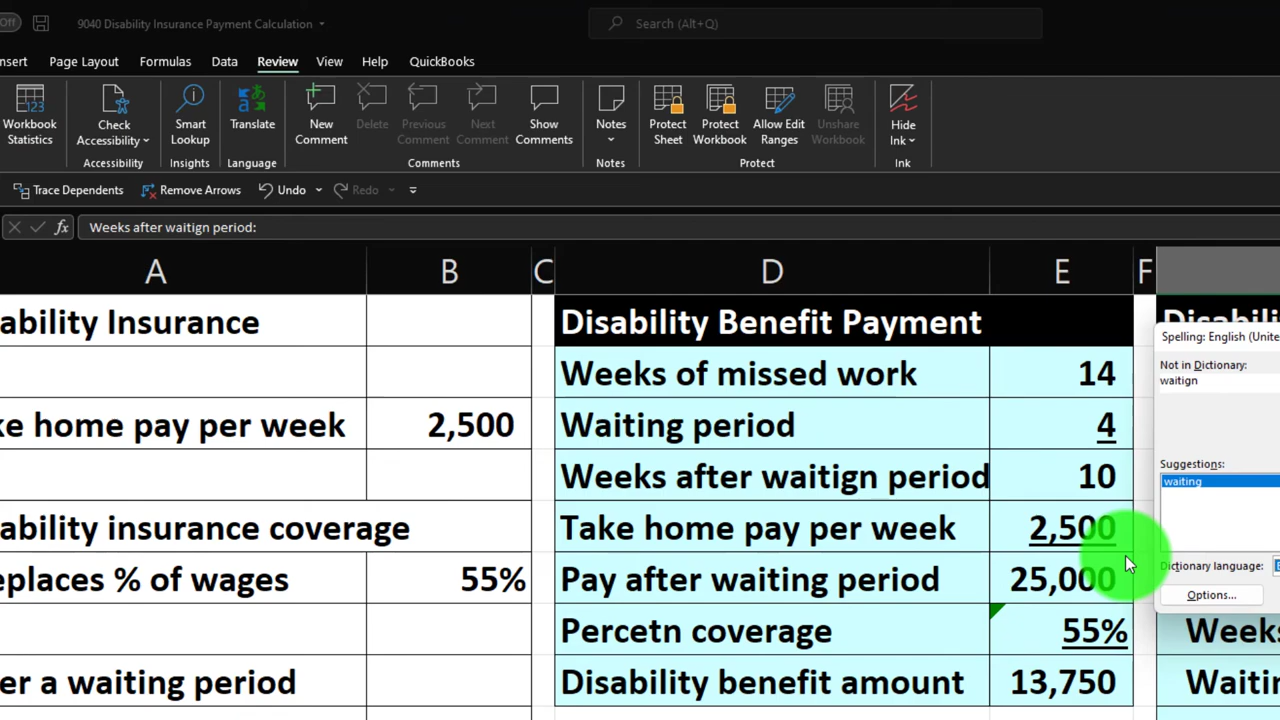 Off
9040 Disability Insurance Payment Calculation
Search (Alt+Q)
nsert Page Layout Formulas Data Review View Help QuickBooks
Workbook Statistics
Check Accessibility
Smart Lookup
Translate
New Comment
Delete
Previous Comment
Next Comment
Show Comments
Notes
Protect Sheet
Protect Workbook
Allow Edit Ranges
Unshare Workbook
Hide Ink
Accessibility Insights Language Comments Notes Protect Ink
Trace Dependents Remove Arrows Undo Redo
fx Weeks after waitign period:
A B C D E F
ability Insurance
ke home pay per week 2,500
ability insurance coverage
eplaces % of wages 55%
er a waiting period
Disability Benefit Payment
Weeks of missed work 14
Waiting period 4
Weeks after waitign period 10
Take home pay per week 2,500
Pay after waiting period 25,000
Percetn coverage 55%
Disability benefit amount 13,750
Disabili
Spelling: English (Unite
Not in Dictionary:
waitign
Suggestions:
waiting
Dictionary language:
Options...
Weeks
Waitin